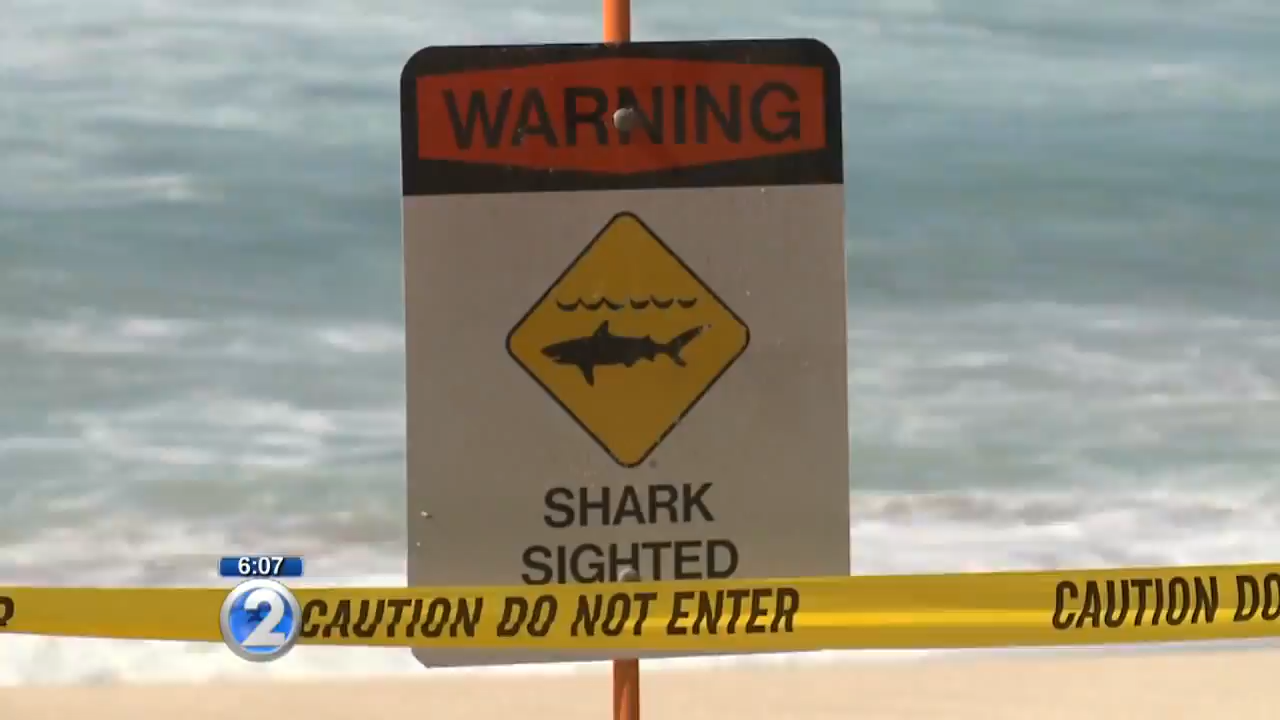 WARNING
SHARK
SIGHTED
6:07
2
CAUTION DO NOT ENTER
CAUTION DO